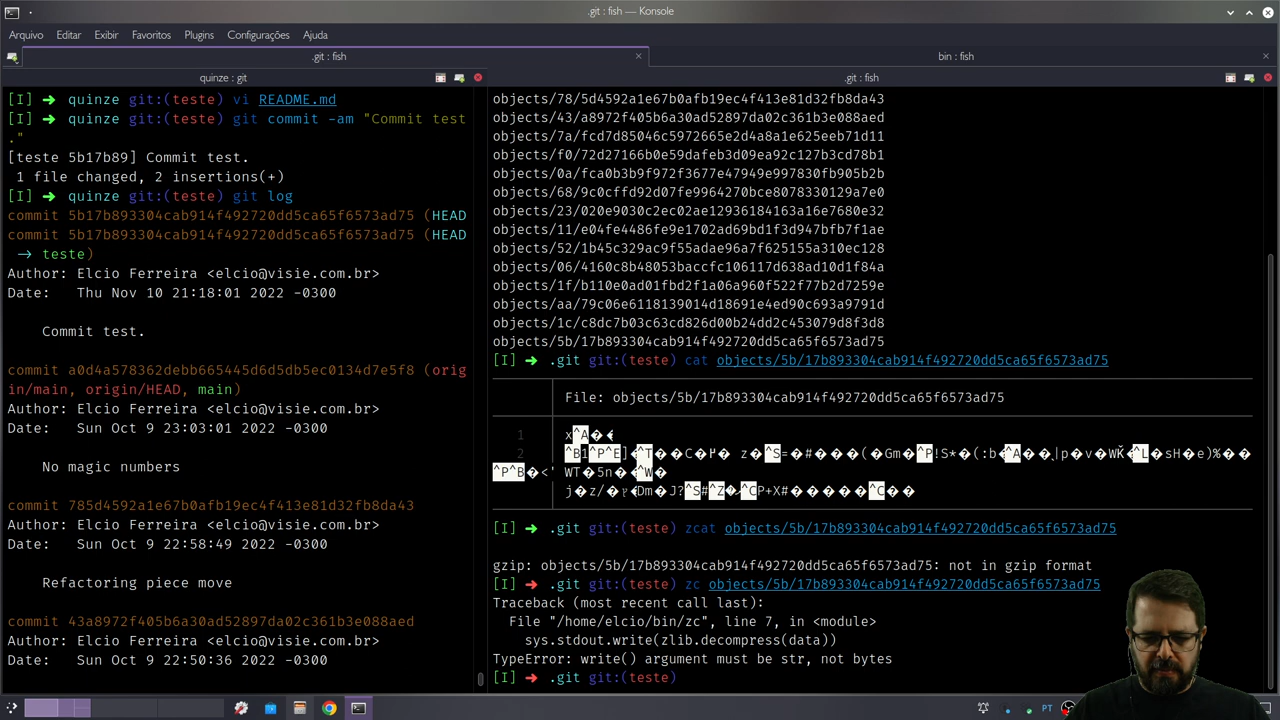 .git : fish — Konsole
Arquivo Editar Exibir Favoritos Plugins Configurações Ajuda
.git : fish
bin : fish
quinze : git
[I] ➜ quinze git:(teste) vi README.md
[I] ➜ quinze git:(teste) git commit -am "Commit test
."
[teste 5b17b89] Commit test.
1 file changed, 2 insertions(+)
[I] ➜ quinze git:(teste) git log
commit 5b17b893304cab914f492720dd5ca65f6573ad75 (HEAD
commit 5b17b893304cab914f492720dd5ca65f6573ad75 (HEAD
→ teste)
Author: Elcio Ferreira <elcio@visie.com.br>
Date:   Thu Nov 10 21:18:01 2022 -0300
Commit test.
commit a0d4a578362debb665445d6d5db5ec0134d7e5f8 (orig
in/main, origin/HEAD, main)
Author: Elcio Ferreira <elcio@visie.com.br>
Date:   Sun Oct 9 23:03:01 2022 -0300
No magic numbers
commit 785d4592a1e67b0afb19ec4f413e81d32fb8da43
Author: Elcio Ferreira <elcio@visie.com.br>
Date:   Sun Oct 9 22:58:49 2022 -0300
Refactoring piece move
commit 43a8972f405b6a30ad52897da02c361b3e088aed
Author: Elcio Ferreira <elcio@visie.com.br>
Date:   Sun Oct 9 22:50:36 2022 -0300
.git : fish
objects/78/5d4592a1e67b0afb19ec4f413e81d32fb8da43
objects/43/a8972f405b6a30ad52897da02c361b3e088aed
objects/7a/fcd7d85046c5972665e2d4a8a1e625eeb71d11
objects/f0/72d27166b0e59dafeb3d09ea92c127b3cd78b1
objects/0a/fca0b3b9f972f3677e47949e997830fb905b2b
objects/68/9c0ffd92d07fe9964270bce8078330129a7e0
objects/23/020e9030c2ec02ae12936184163a16e7680e32
objects/11/e04fe4486fe9e1702ad69bd1f3d947bfb7f1ae
objects/52/1b45c329ac9f55adae96a7f625155a310ec128
objects/06/4160c8b48053baccfc106117d638ad10d1f84a
objects/1f/b110e0ad01fbd2f1a06a960f522f77b2d7259e
objects/aa/79c06e6118139014d18691e4ed90c693a9791d
objects/1c/c8dc7b03c63cd826d00b24dd2c453079d8f3d8
objects/5b/17b893304cab914f492720dd5ca65f6573ad75
[I] ➜ .git git:(teste) cat objects/5b/17b893304cab914f492720dd5ca65f6573ad75
File: objects/5b/17b893304cab914f492720dd5ca65f6573ad75
1
2
[I] ➜ .git git:(teste) zcat objects/5b/17b893304cab914f492720dd5ca65f6573ad75
gzip: objects/5b/17b893304cab914f492720dd5ca65f6573ad75: not in gzip format
[I] ➜ .git git:(teste) zc objects/5b/17b893304cab914f492720dd5ca65f6573ad75
Traceback (most recent call last):
File "/home/elcio/bin/zc", line 7, in <module>
sys.stdout.write(zlib.decompress(data))
TypeError: write() argument must be str, not bytes
[I] ➜ .git git:(teste)
PT